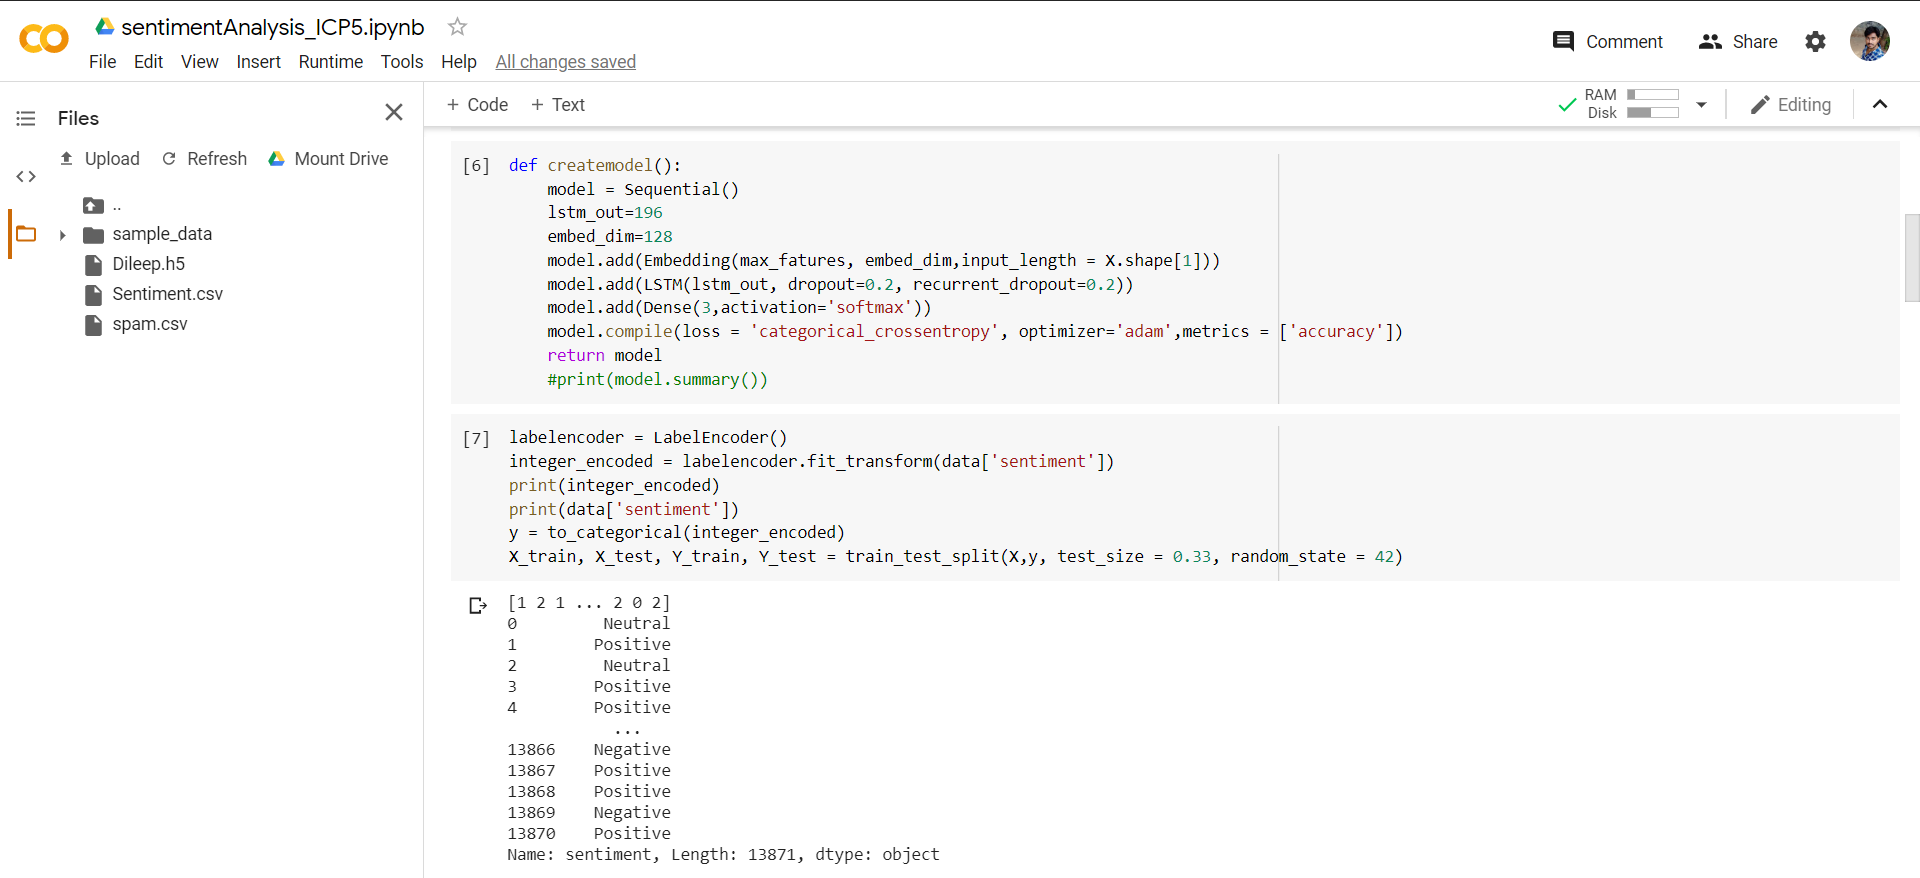 sentimentAnalysis_ICP5.ipynb
File Edit View Insert Runtime Tools Help All changes saved
Comment Share
Files
Upload Refresh Mount Drive
..
sample_data
Dileep.h5
Sentiment.csv
spam.csv
+ Code + Text
RAM
Disk
Editing
[6] def createmodel():
    model = Sequential()
    lstm_out=196
    embed_dim=128
    model.add(Embedding(max_fatures, embed_dim,input_length = X.shape[1]))
    model.add(LSTM(lstm_out, dropout=0.2, recurrent_dropout=0.2))
    model.add(Dense(3,activation='softmax'))
    model.compile(loss = 'categorical_crossentropy', optimizer='adam',metrics = ['accuracy'])
    return model
    #print(model.summary())
[7] labelencoder = LabelEncoder()
integer_encoded = labelencoder.fit_transform(data['sentiment'])
print(integer_encoded)
print(data['sentiment'])
y = to_categorical(integer_encoded)
X_train, X_test, Y_train, Y_test = train_test_split(X,y, test_size = 0.33, random_state = 42)
[1 2 1 ... 2 0 2]
0 Neutral
1 Positive
2 Neutral
3 Positive
4 Positive
...
13866 Negative
13867 Positive
13868 Positive
13869 Negative
13870 Positive
Name: sentiment, Length: 13871, dtype: object